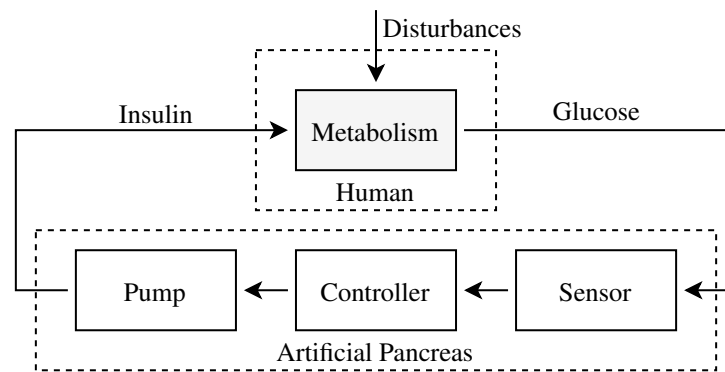 Disturbances
Insulin
Metabolism
Glucose
Human
Pump
Controller
Sensor
Artificial Pancreas